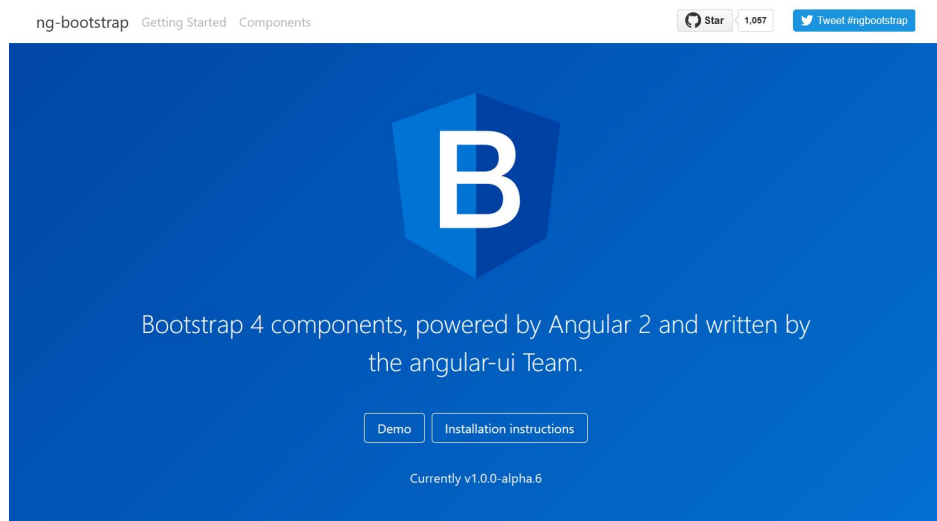 ng-bootstrap Getting Started Components Star 1,057 Tweet #ngbootstrap
B
Bootstrap 4 components, powered by Angular 2 and written by
the angular-ui Team.
Demo Installation instructions
Currently v1.0.0-alpha.6